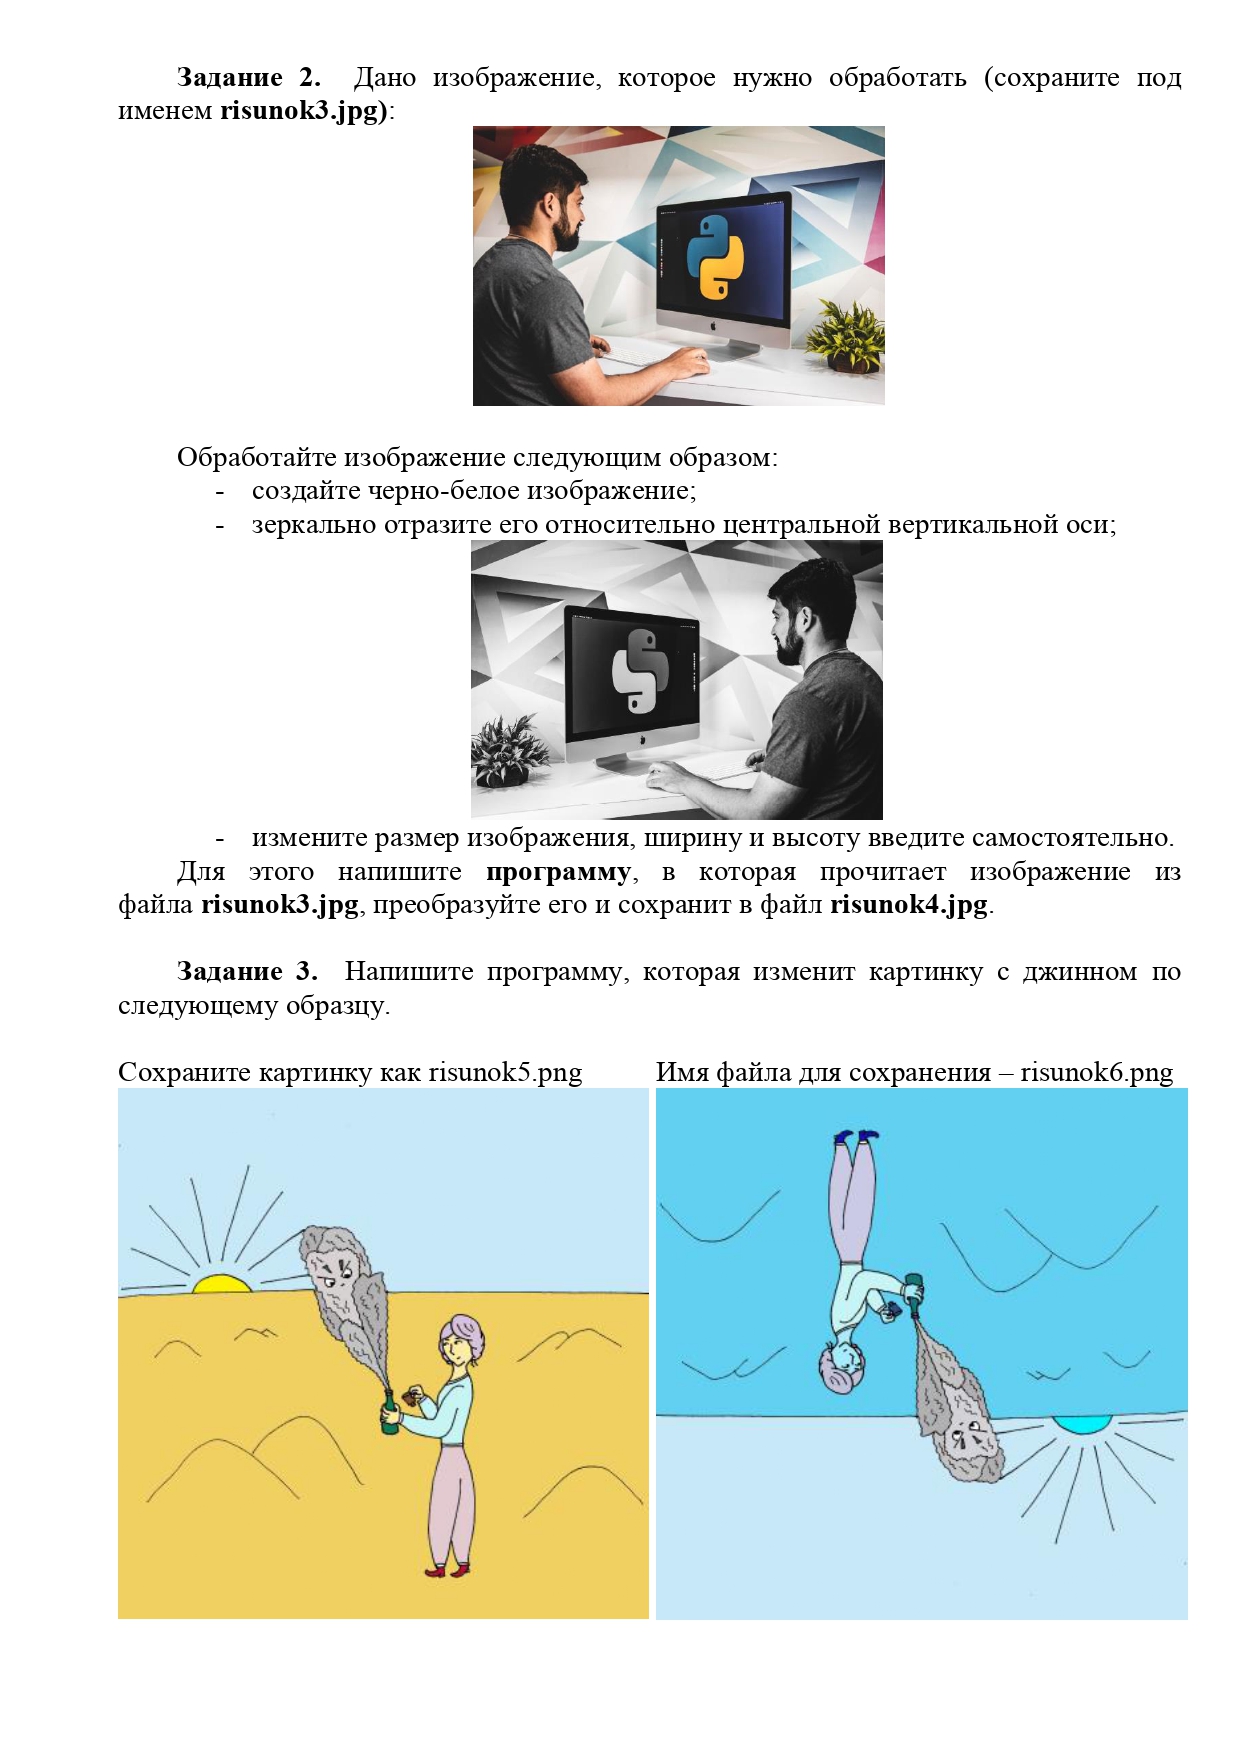 Задание 2. Дано изображение, которое нужно обработать (сохраните под
именем risunok3.jpg):
Обработайте изображение следующим образом:
- создайте черно-белое изображение;
- зеркально отразите его относительно центральной вертикальной оси;
- измените размер изображения, ширину и высоту введите самостоятельно.
Для этого напишите программу, в которая прочитает изображение из
файла risunok3.jpg, преобразуйте его и сохранит в файл risunok4.jpg.
Задание 3. Напишите программу, которая изменит картинку с джинном по
следующему образцу.
Сохраните картинку как risunok5.png
Имя файла для сохранения – risunok6.png